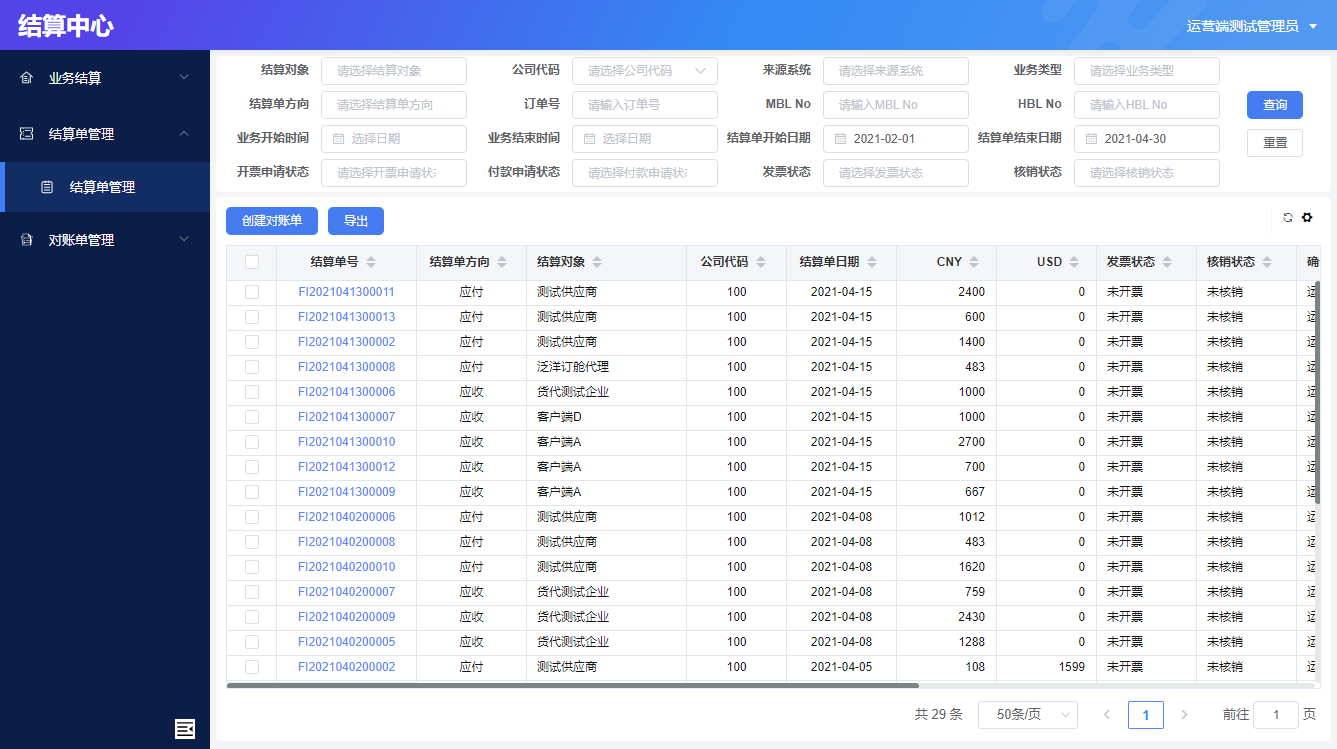 结算中心
运营端测试管理员
业务结算
结算单管理
结算单管理
对账单管理
结算对象 请选择结算对象 公司代码 请选择公司代码 来源系统 请选择来源系统 业务类型 请选择业务类型
结算单方向 请选择结算单方向 订单号 请输入订单号 MBL No 请输入MBL No HBL No 请输入HBL No 查询
业务开始时间 选择日期 业务结束时间 选择日期 结算单开始日期 2021-02-01 结算单结束日期 2021-04-30 重置
开票申请状态 请选择开票申请状 付款申请状态 请选择付款申请状 发票状态 请选择发票状态 核销状态 请选择核销状态
创建对账单 导出
结算单号 结算单方向 结算对象 公司代码 结算单日期 CNY USD 发票状态 核销状态 确
FI2021041300011 应付 测试供应商 100 2021-04-15 2400 0 未开票 未核销 运
FI2021041300013 应付 测试供应商 100 2021-04-15 600 0 未开票 未核销 运
FI2021041300002 应付 测试供应商 100 2021-04-15 1400 0 未开票 未核销 运
FI2021041300008 应付 泛洋订舱代理 100 2021-04-15 483 0 未开票 未核销 运
FI2021041300006 应收 货代测试企业 100 2021-04-15 1000 0 未开票 未核销 运
FI2021041300007 应收 客户端D 100 2021-04-15 1000 0 未开票 未核销 运
FI2021041300010 应收 客户端A 100 2021-04-15 2700 0 未开票 未核销 运
FI2021041300012 应收 客户端A 100 2021-04-15 700 0 未开票 未核销 运
FI2021041300009 应收 客户端A 100 2021-04-15 667 0 未开票 未核销 运
FI2021040200006 应付 测试供应商 100 2021-04-08 1012 0 未开票 未核销 运
FI2021040200008 应付 测试供应商 100 2021-04-08 483 0 未开票 未核销 运
FI2021040200010 应付 测试供应商 100 2021-04-08 1620 0 未开票 未核销 运
FI2021040200007 应收 货代测试企业 100 2021-04-08 759 0 未开票 未核销 运
FI2021040200009 应收 货代测试企业 100 2021-04-08 2430 0 未开票 未核销 运
FI2021040200005 应收 货代测试企业 100 2021-04-08 1288 0 未开票 未核销 运
FI2021040200002 应付 测试供应商 100 2021-04-05 108 1599 未开票 未核销 运
共 29 条 50条/页 1 前往 1 页